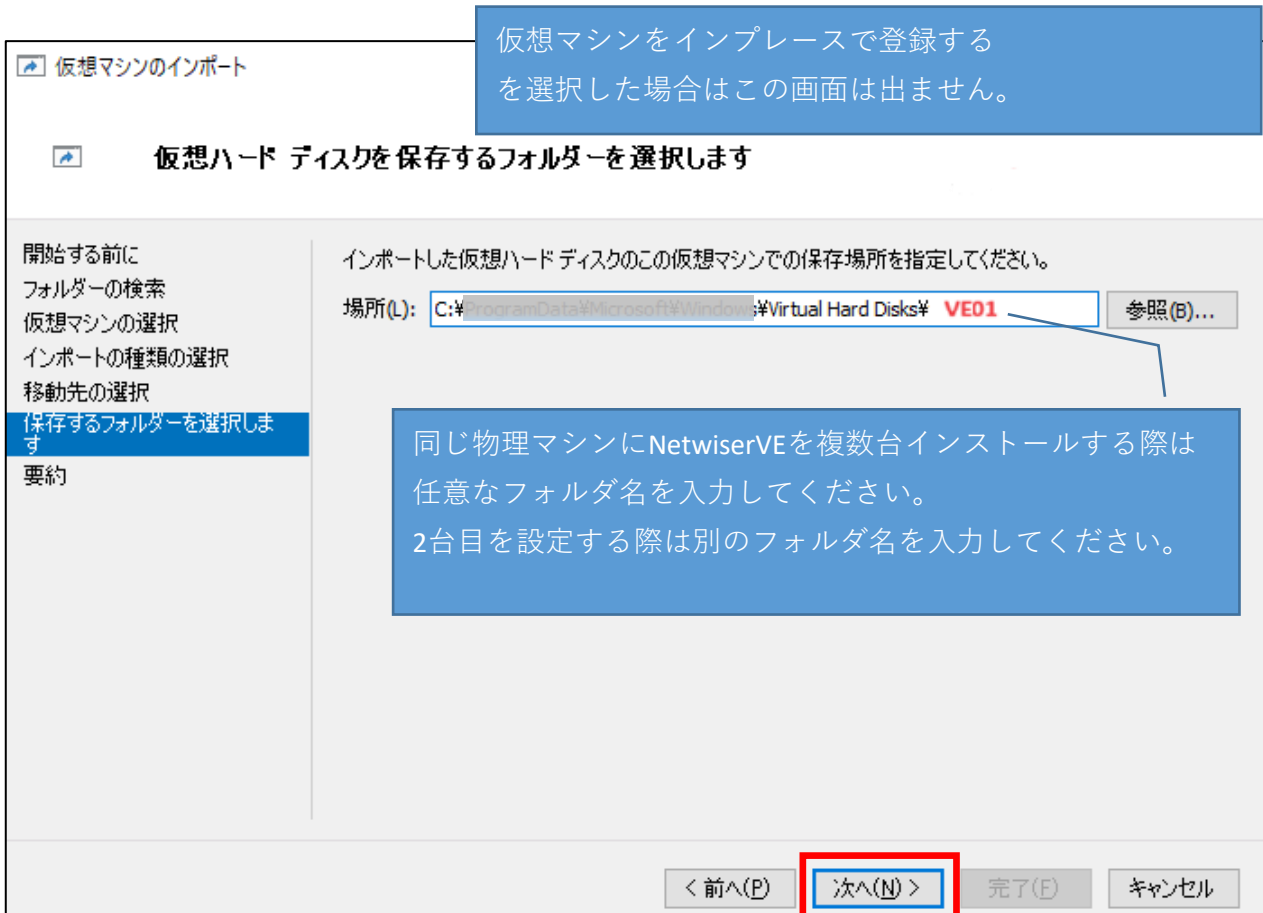 仮想マシンをインプレースで登録する
を選択した場合はこの画面は出ません。
仮想マシンのインポート
仮想ハード ディスクを保存するフォルダーを選択します
開始する前に
フォルダーの検索
仮想マシンの選択
インポートの種類の選択
移動先の選択
保存するフォルダーを選択しま
す
要約
インポートした仮想ハード ディスクのこの仮想マシンでの保存場所を指定してください。
場所(L): C:¥ProgramData¥Microsoft¥Windows¥Virtual Hard Disks¥ VE01 参照(B)...
同じ物理マシンにNetwiserVEを複数台インストールする際は
任意なフォルダ名を入力してください。
2台目を設定する際は別のフォルダ名を入力してください。
< 前へ(P) 次へ(N) > 完了(F) キャンセル